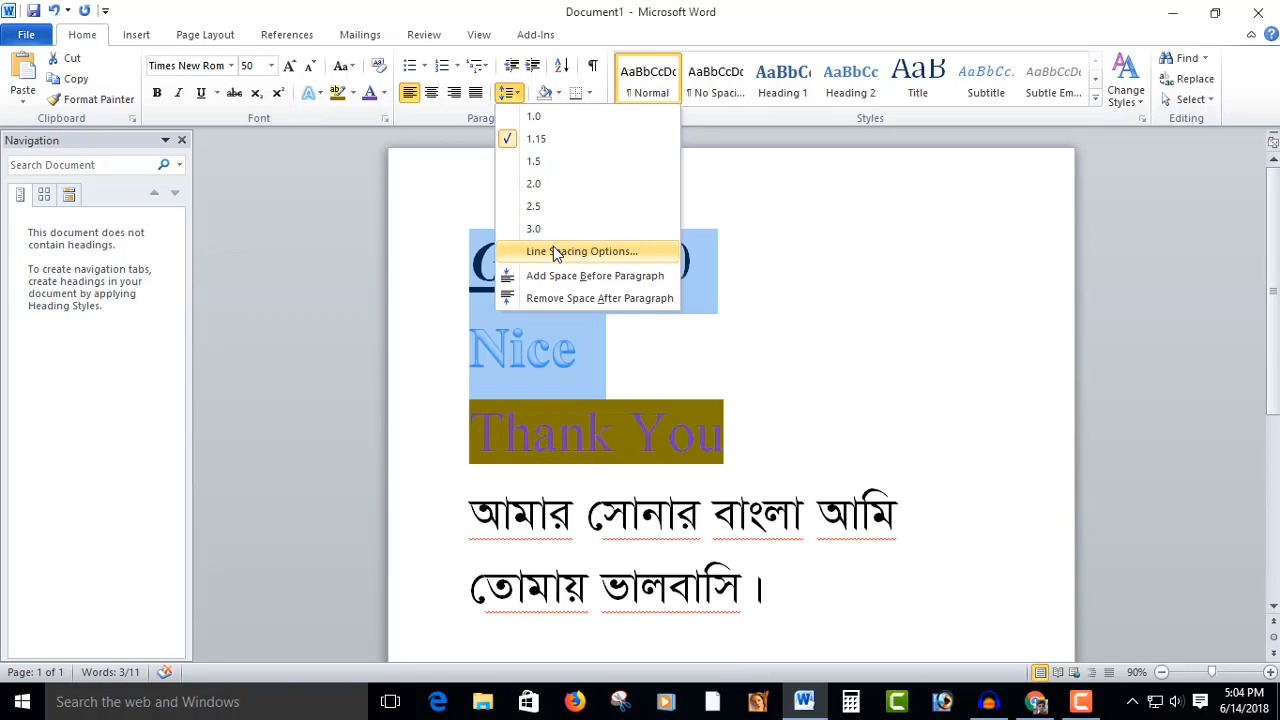 Document1 - Microsoft Word
File Home Insert Page Layout References Mailings Review View Add-Ins
Paste
Cut
Copy
Format Painter
Clipboard
Times New Rom 50
Font
1.0
1.15
1.5
2.0
2.5
3.0
Line Spacing Options...
Add Space Before Paragraph
Remove Space After Paragraph
AaBbCcDc AaBbCcDc AaBbC AaBbCc AaB AaBbCcL AaBbCcDc
¶ Normal ¶ No Spaci... Heading 1 Heading 2 Title Subtitle Subtle Em...
Change
Styles
Styles
Find
Replace
Select
Editing
Navigation
Search Document
This document does not
contain headings.
To create navigation tabs,
create headings in your
document by applying
Heading Styles.
Nice
Thank You
আমার সোনার বাংলা আমি
তোমায় ভালবাসি ।
Page: 1 of 1 Words: 3/11
90%
Search the web and Windows
5:04 PM
6/14/2018